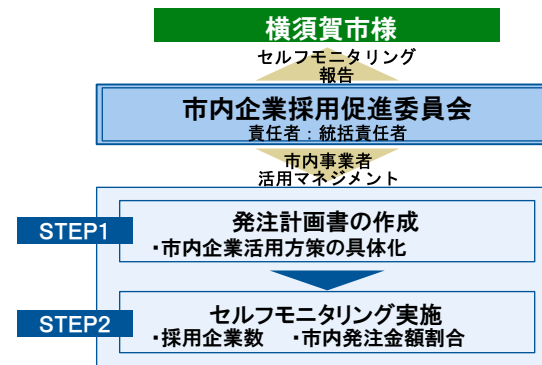 横須賀市様
セルフモニタリング
報告
市内企業採用促進委員会
責任者：統括責任者
市内事業者
活用マネジメント
STEP1
発注計画書の作成
・市内企業活用方策の具体化
STEP2
セルフモニタリング実施
・採用企業数　・市内発注金額割合